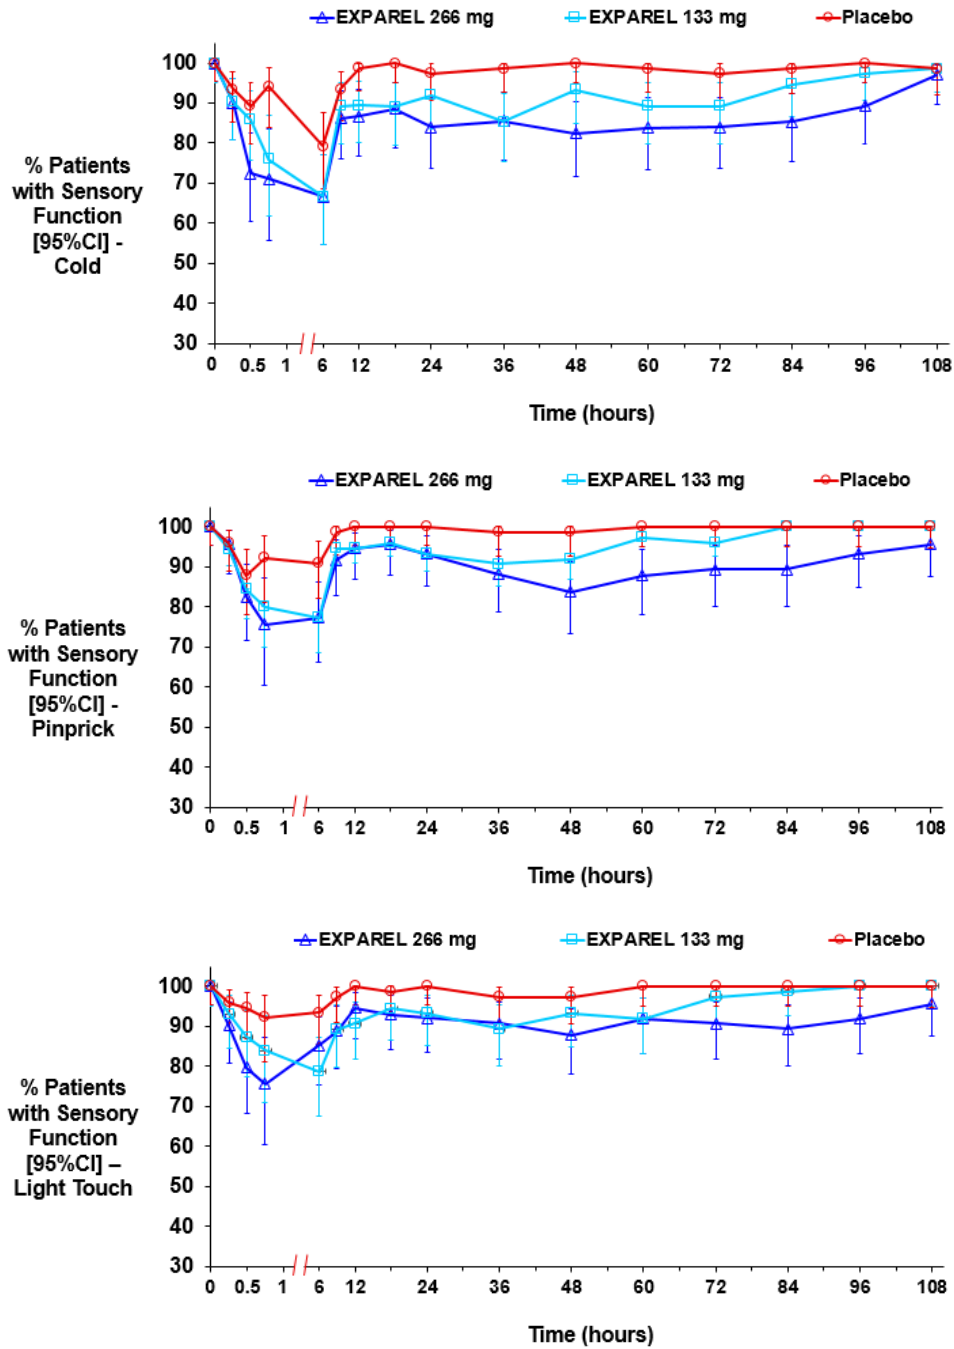 EXPAREL 266 mg EXPAREL 133 mg Placebo
100
90
80
70
60
50
40
30
% Patients
with Sensory
Function
[95%CI] -
Cold
0 0.5 1 6 12 24 36 48 60 72 84 96 108
Time (hours)
EXPAREL 266 mg EXPAREL 133 mg Placebo
100
90
80
70
60
50
40
30
% Patients
with Sensory
Function
[95%CI] -
Pinprick
0 0.5 1 6 12 24 36 48 60 72 84 96 108
Time (hours)
EXPAREL 266 mg EXPAREL 133 mg Placebo
100
90
80
70
60
50
40
30
% Patients
with Sensory
Function
[95%CI] –
Light Touch
0 0.5 1 6 12 24 36 48 60 72 84 96 108
Time (hours)